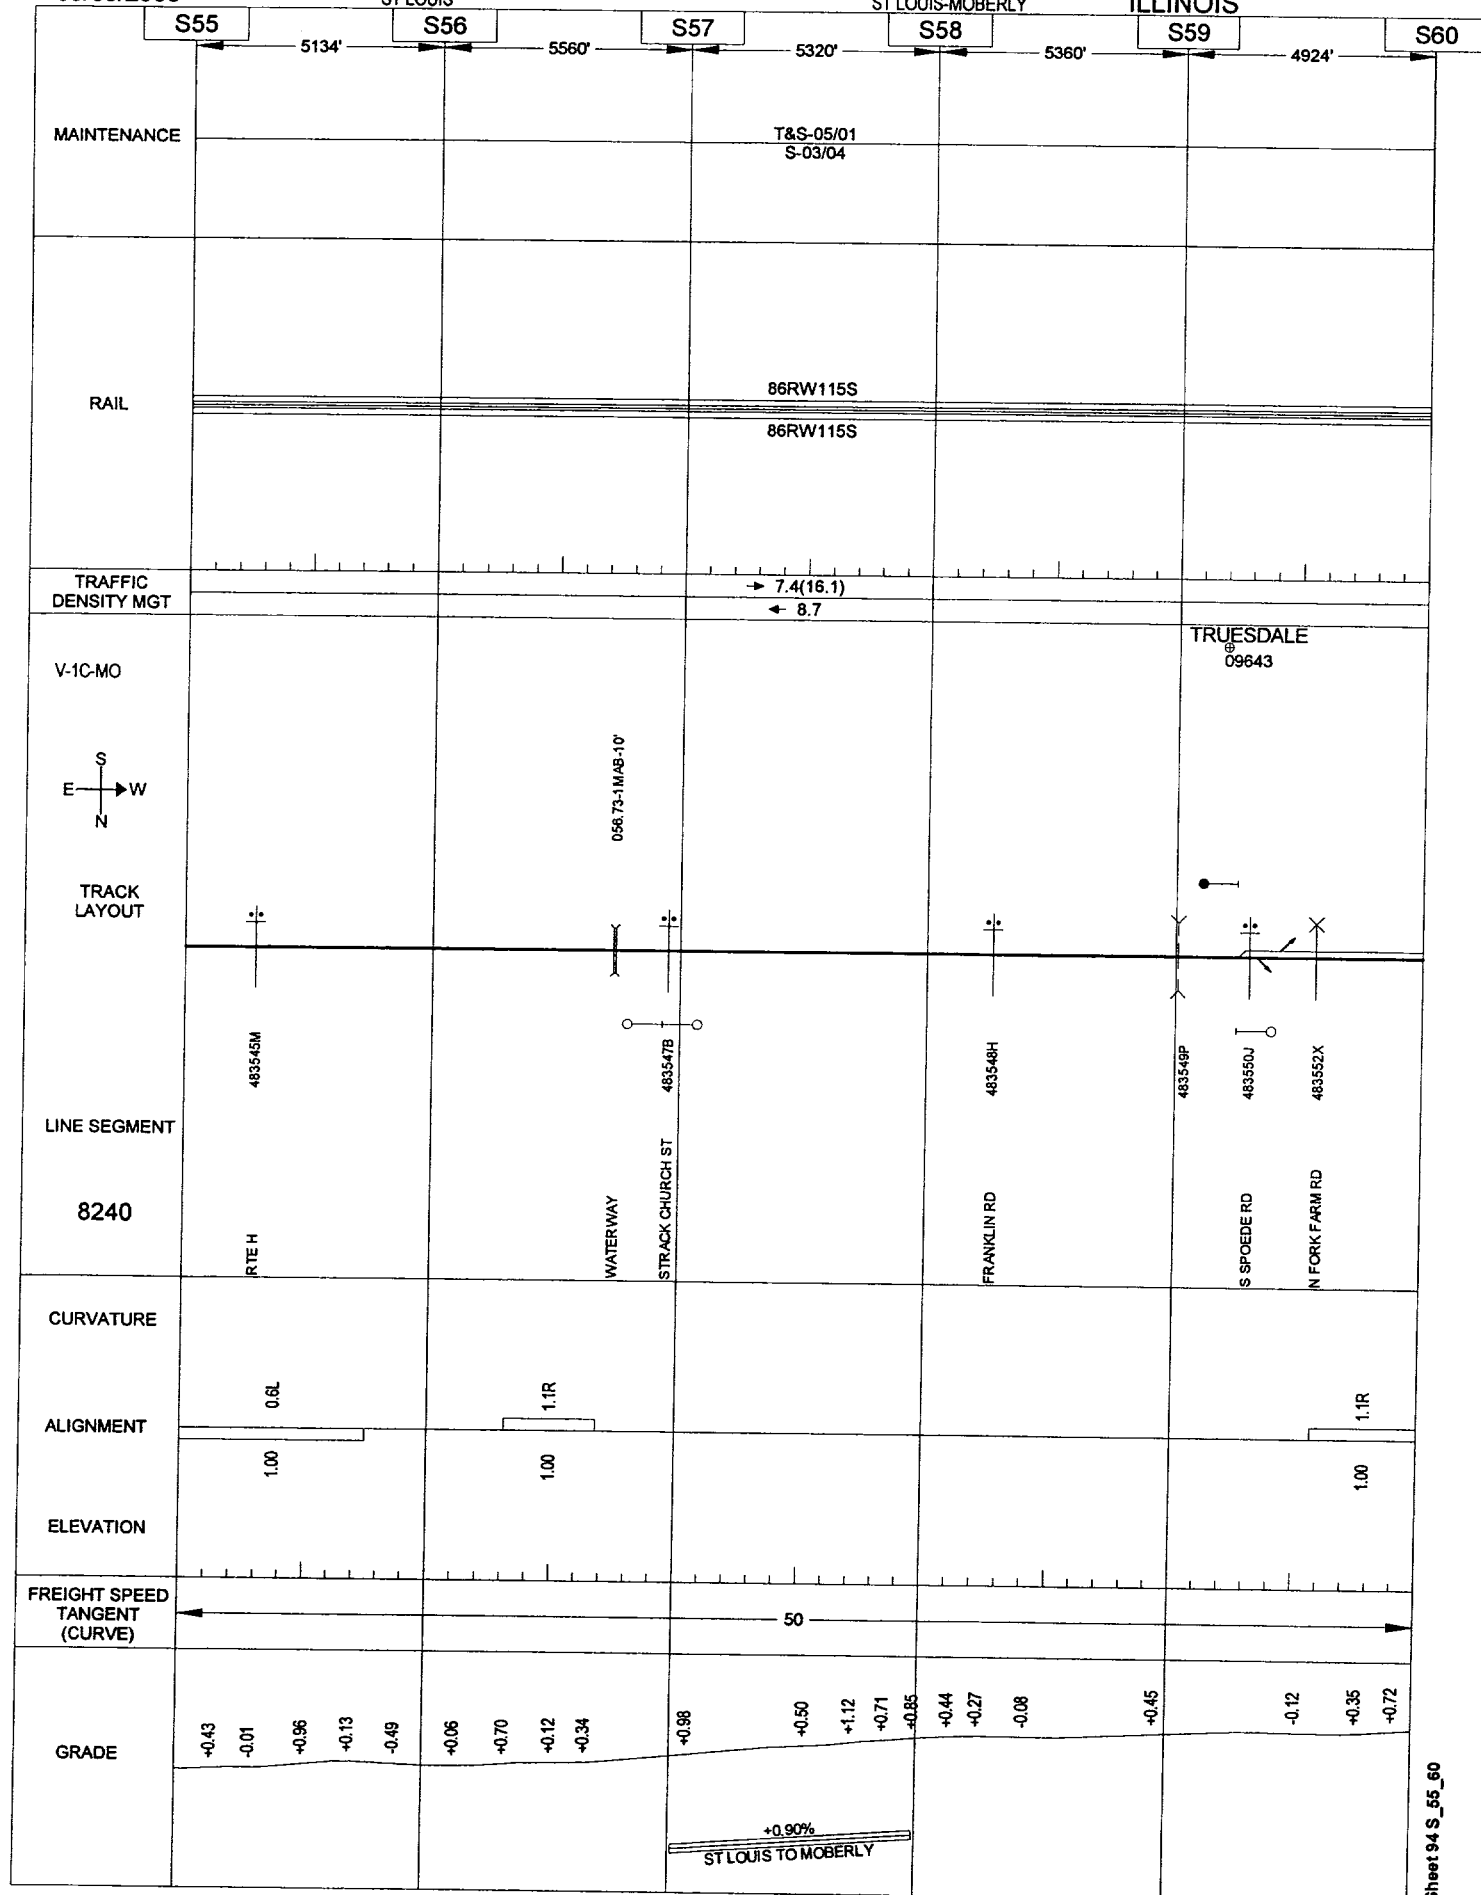 ST LOUIS
ST LOUIS-MOBERLY
ILLINOIS
S55
S56
S57
S58
S59
S60
5134'
5560'
5320'
5360'
4924'
MAINTENANCE
T&S-05/01
S-03/04
RAIL
86RW115S
86RW115S
TRAFFIC
DENSITY MGT
7.4(16.1)
8.7
V-1C-MO
TRUESDALE
09643
S
E
W
N
056.73-1MAB-10'
TRACK
LAYOUT
483545M
483547B
483548H
483549P
483550J
483552X
LINE SEGMENT
8240
RTE H
WATERWAY
STRACK CHURCH ST
FRANKLIN RD
S SPOEDE RD
N FORK FARM RD
CURVATURE
0.6L
1.1R
1.1R
ALIGNMENT
1.00
1.00
1.00
ELEVATION
FREIGHT SPEED
TANGENT
(CURVE)
50
GRADE
+0.43
-0.01
+0.96
+0.13
-0.49
+0.06
+0.70
+0.12
+0.34
+0.98
+0.50
+1.12
+0.71
+0.85
+0.44
+0.27
-0.08
+0.45
-0.12
+0.35
+0.72
+0.90%
ST LOUIS TO MOBERLY
Sheet 94 S_55_60